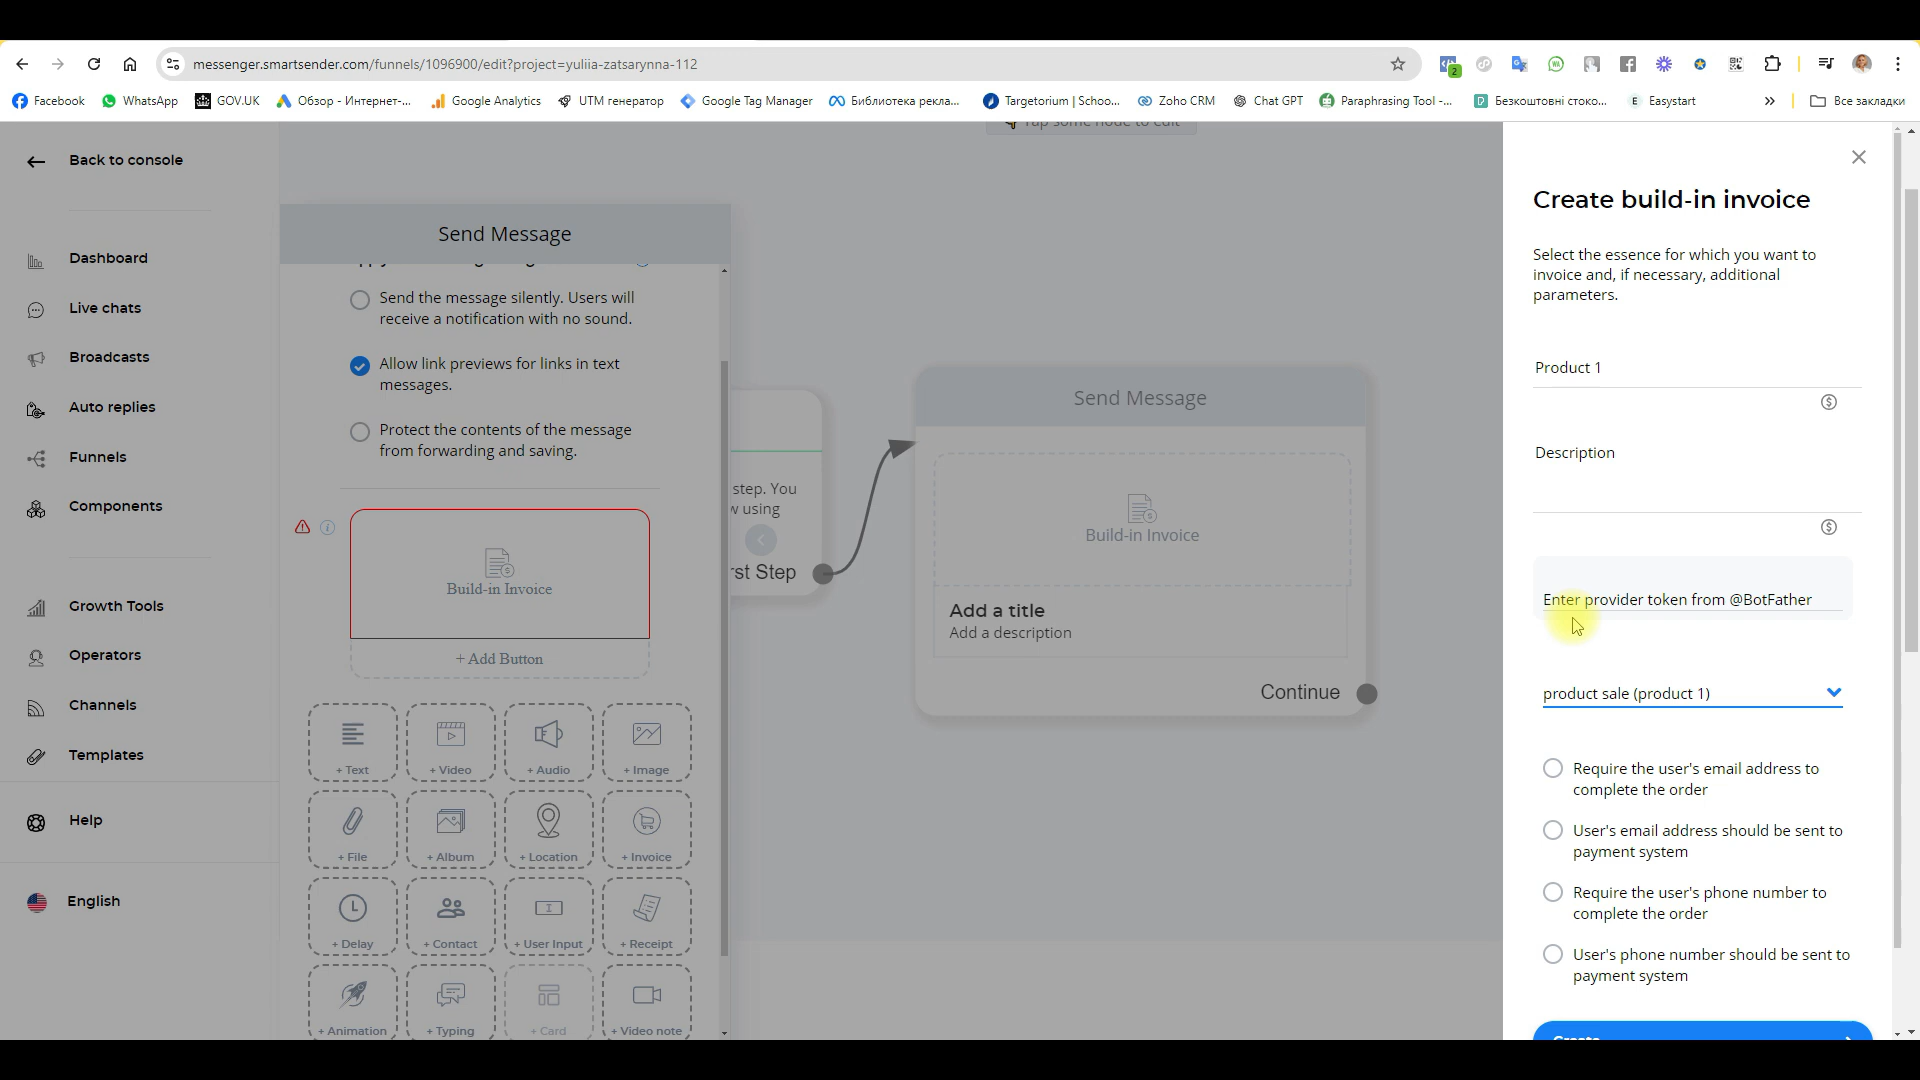 messenger.smartsender.com/funnels/1096900/edit?project=yuliia-zatsarynna-112
2
Facebook
WhatsApp
GOV.UK
Обзор - Интернет-...
Google Analytics
UTM генератор
Google Tag Manager
Библиотека рекла...
Targetorium | Schoo...
Zoho CRM
Chat GPT
Paraphrasing Tool -...
Безкоштовні стоко...
E Easystart
Все закладки
Back to console
Dashboard
Live chats
Broadcasts
Auto replies
Funnels
Components
Growth Tools
Operators
Channels
Templates
Help
English
Send Message
Send the message silently. Users will
receive a notification with no sound.
Allow link previews for links in text
messages.
Protect the contents of the message
from forwarding and saving.
Build-in Invoice
+ Add Button
+ Text
+ Video
+ Audio
+ Image
+ File
+ Album
+ Location
+ Invoice
+ Delay
+ Contact
+ User Input
+ Receipt
+ Animation
+ Typing
+ Card
+ Video note
Tap some node to edit
step. You
w using
rst Step
Send Message
Build-in Invoice
Add a title
Add a description
Continue
Create build-in invoice
Select the essence for which you want to
invoice and, if necessary, additional
parameters.
Product 1
Description
Enter provider token from @BotFather
product sale (product 1)
Require the user's email address to
complete the order
User's email address should be sent to
payment system
Require the user's phone number to
complete the order
User's phone number should be sent to
payment system
Create